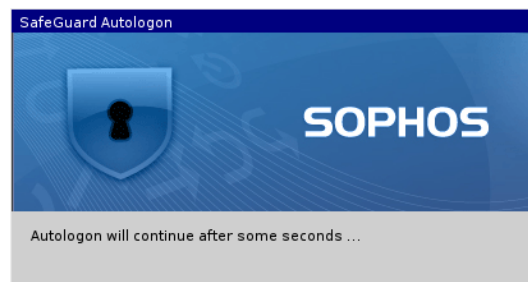 SafeGuard Autologon
SOPHOS
Autologon will continue after some seconds ...